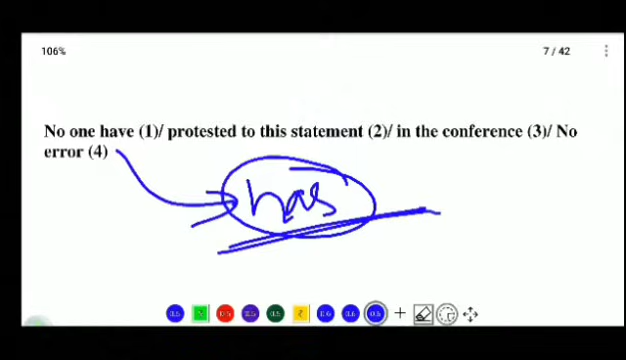 106%
7 / 42
No one have (1)/ protested to this statement (2)/ in the conference (3)/ No
error (4)
has